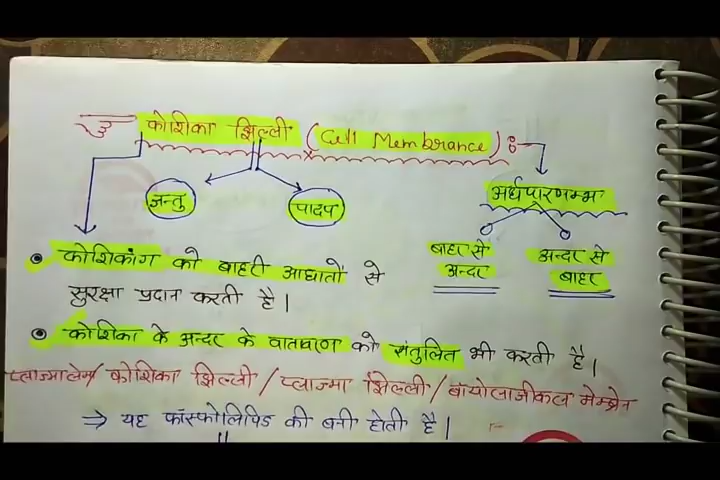 कोशिका झिल्ली (Cell Membrance) :
जन्तु
पादप
अर्धपारगम्य
बाहर से
अन्दर
अन्दर से
बाहर
कोशिकांग को बाहरी आघातों से
सुरक्षा प्रदान करती है।
कोशिका के अन्दर के वातावरण को संतुलित भी करती है।
प्लाज्मालेमा/ कोशिका झिल्ली / प्लाज्मा झिल्ली / बायोलाजीकल मेम्ब्रेन
⇒ यह फॉस्फोलिपिड की बनी होती है।